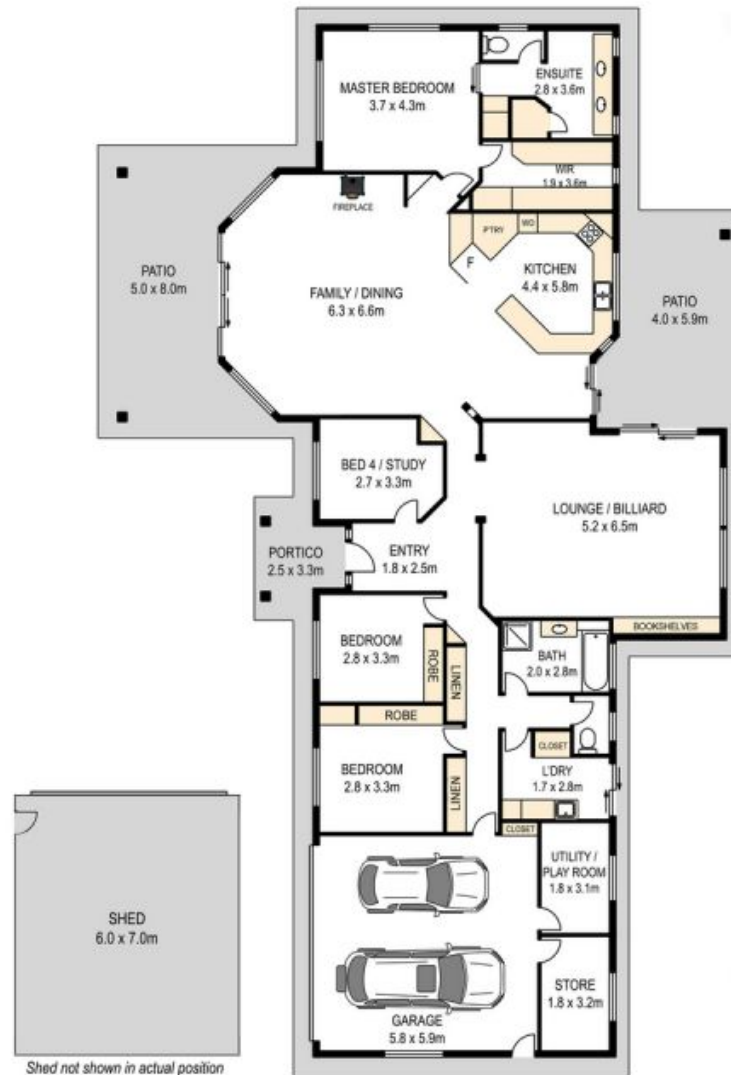 ENSUITE
2.8 x 3.6m
MASTER BEDROOM
3.7 x 4.3m
WIR
1.9 x 3.6m
FIREPLACE
PTRY
WO
F
KITCHEN
4.4 x 5.8m
PATIO
5.0 x 8.0m
FAMILY / DINING
6.3 x 6.6m
PATIO
4.0 x 5.9m
BED 4 / STUDY
2.7 x 3.3m
LOUNGE / BILLIARD
5.2 x 6.5m
PORTICO
2.5 x 3.3m
ENTRY
1.8 x 2.5m
BOOKSHELVES
BEDROOM
2.8 x 3.3m
ROBE
LINEN
BATH
2.0 x 2.8m
ROBE
CLOSET
BEDROOM
2.8 x 3.3m
LINEN
L'DRY
1.7 x 2.8m
CLOSET
UTILITY /
PLAY ROOM
1.8 x 3.1m
SHED
6.0 x 7.0m
STORE
1.8 x 3.2m
GARAGE
5.8 x 5.9m
Shed not shown in actual position